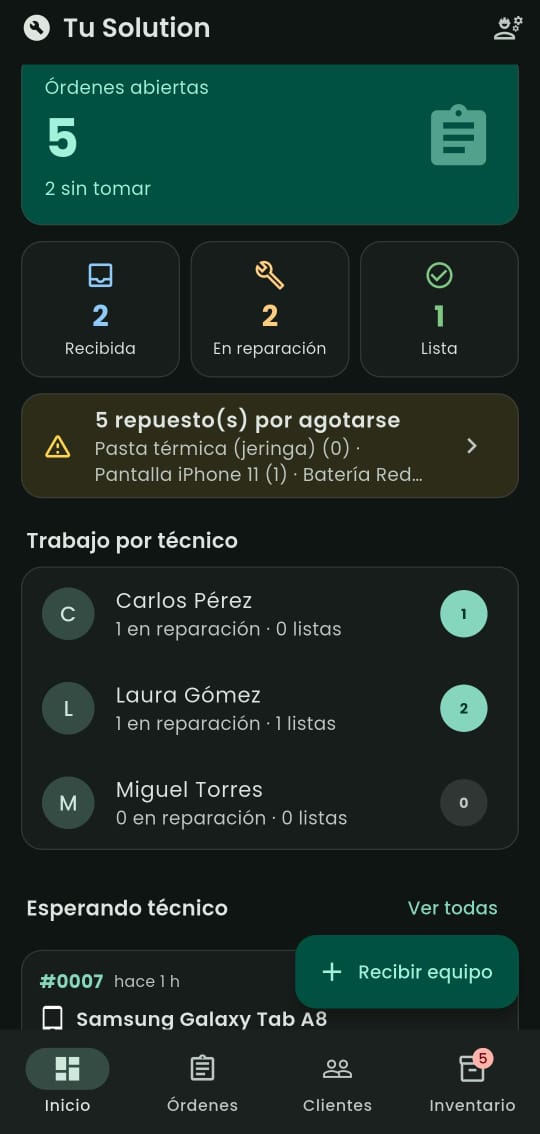 Tu Solution
Órdenes abiertas
5
2 sin tomar
2
Recibida
2
En reparación
1
Lista
5 repuesto(s) por agotarse
Pasta térmica (jeringa) (0) ·
Pantalla iPhone 11 (1) · Batería Red...
Trabajo por técnico
C
Carlos Pérez
1 en reparación · 0 listas
1
L
Laura Gómez
1 en reparación · 1 listas
2
M
Miguel Torres
0 en reparación · 0 listas
0
Esperando técnico
Ver todas
#0007 hace 1 h
Samsung Galaxy Tab A8
+ Recibir equipo
Inicio
Órdenes
Clientes
5
Inventario